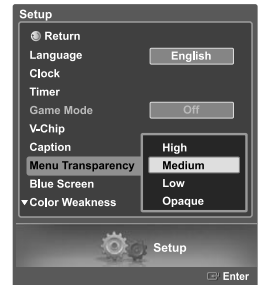 Setup
Return
Language English
Clock
Timer
Game Mode Off
V-Chip
Caption High
Menu Transparency Medium
Blue Screen Low
▼Color Weakness Opaque
Setup
Enter